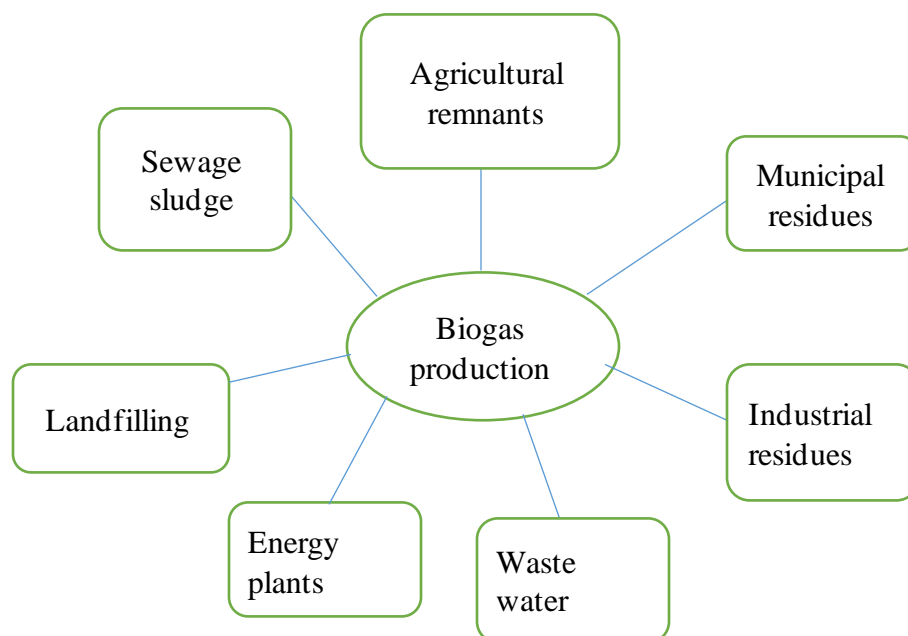 Agricultural
remnants
Sewage
sludge
Municipal
residues
Biogas
production
Landfilling
Industrial
residues
Energy
plants
Waste
water